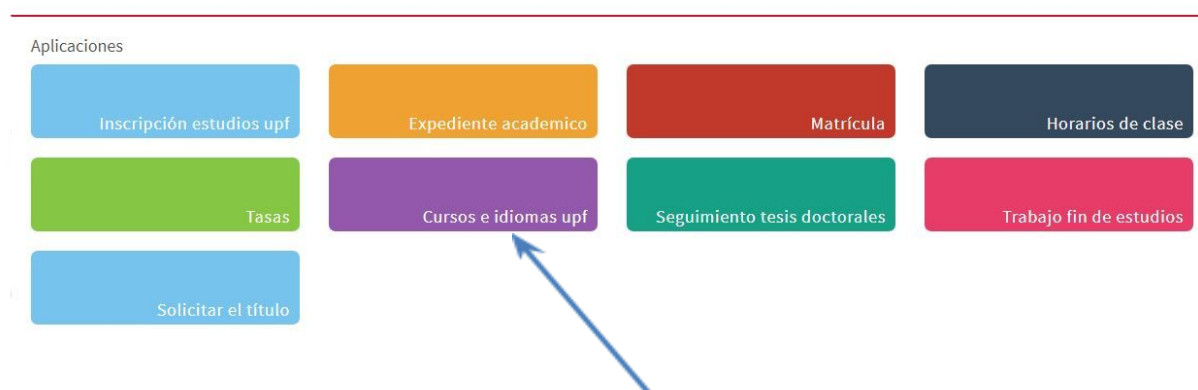 Aplicaciones
Inscripción estudios upf
Expediente academico
Matrícula
Horarios de clase
Tasas
Cursos e idiomas upf
Seguimiento tesis doctorales
Trabajo fin de estudios
Solicitar el título